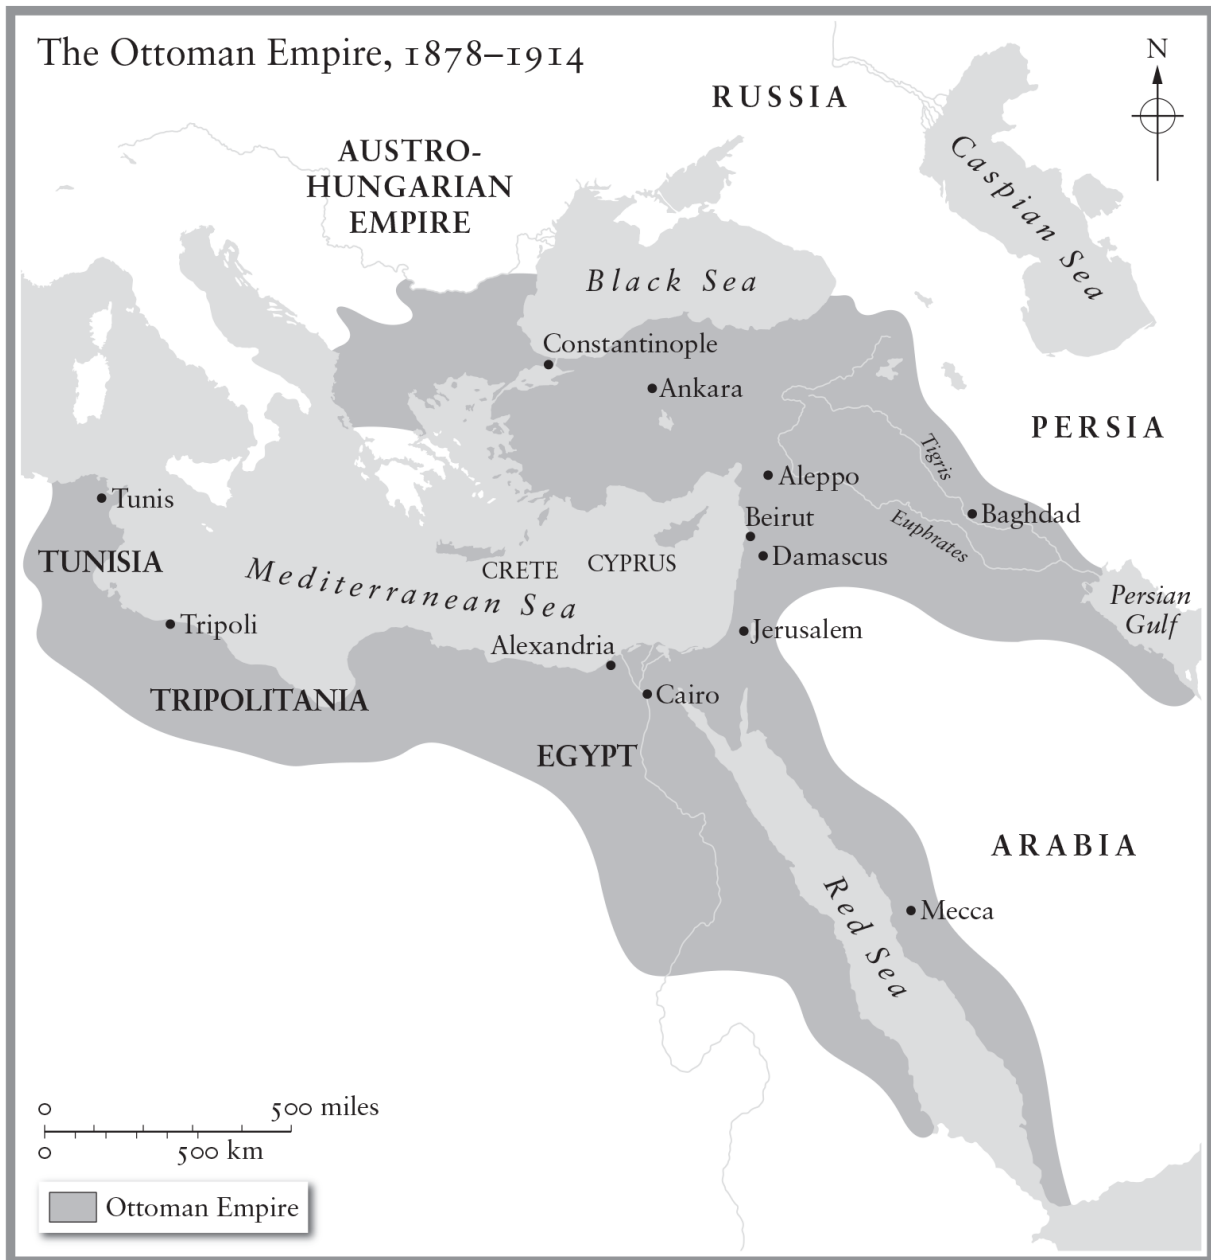 The Ottoman Empire, 1878–1914
N
RUSSIA
AUSTRO-
HUNGARIAN
EMPIRE
Caspian Sea
Black Sea
Constantinople
Ankara
PERSIA
Tigris
Aleppo
Tunis
Baghdad
Beirut
Euphrates
TUNISIA
CRETE
CYPRUS
Damascus
Mediterranean Sea
Persian
Gulf
Tripoli
Jerusalem
Alexandria
TRIPOLITANIA
Cairo
EGYPT
ARABIA
Red Sea
Mecca
0 500 miles
0 500 km
Ottoman Empire